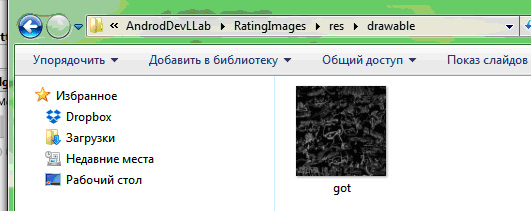 AndrodDevLLab ▸ RatingImages ▸ res ▸ drawable
Упорядочить Добавить в библиотеку Общий доступ Показ слайдов
Избранное
Dropbox
Загрузки
Недавние места
Рабочий стол
got